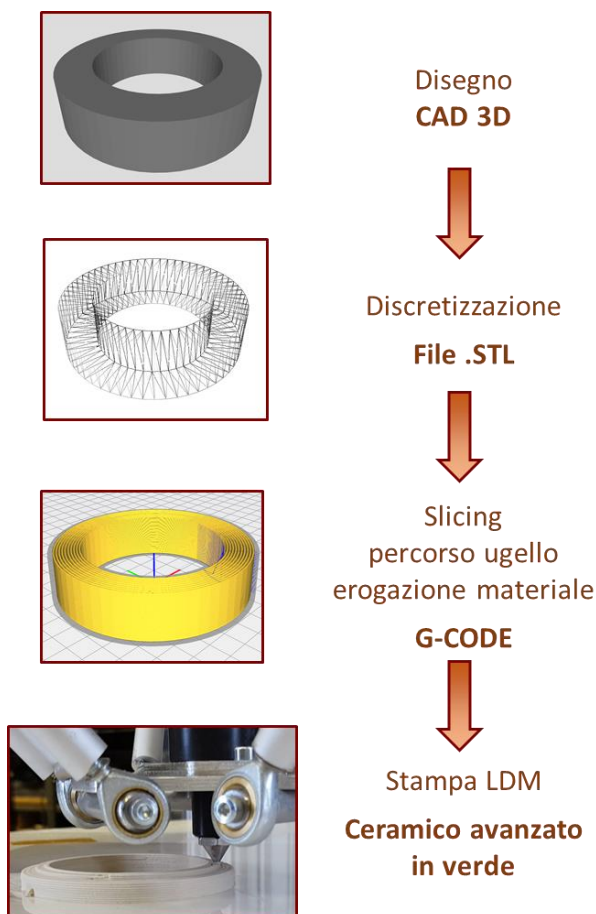 Disegno
CAD 3D
Discretizzazione
File .STL
Slicing
percorso ugello
erogazione materiale
G-CODE
Stampa LDM
Ceramico avanzato
in verde